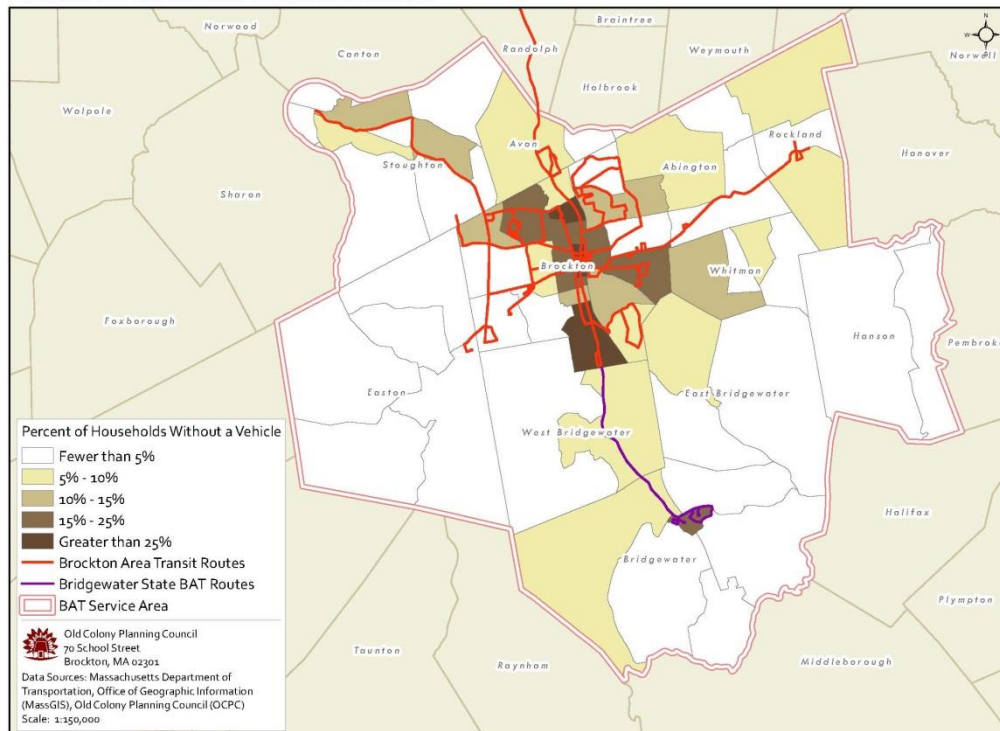 Norwood
Canton
Randolph
Braintree
Weymouth
Norwell
Holbrook
Walpole
Rockland
Avon
Abington
Hanover
Stoughton
Sharon
Brockton
Whitman
Foxborough
Hanson
Pembroke
Easton
East Bridgewater
West Bridgewater
Halifax
Bridgewater
Plympton
Taunton
Raynham
Middleborough
N
W
E
S
Percent of Households Without a Vehicle
Fewer than 5%
5% - 10%
10% - 15%
15% - 25%
Greater than 25%
Brockton Area Transit Routes
Bridgewater State BAT Routes
BAT Service Area
Old Colony Planning Council
70 School Street
Brockton, MA 02301
Data Sources: Massachusetts Department of
Transportation, Office of Geographic Information
(MassGIS), Old Colony Planning Council (OCPC)
Scale: 1:150,000